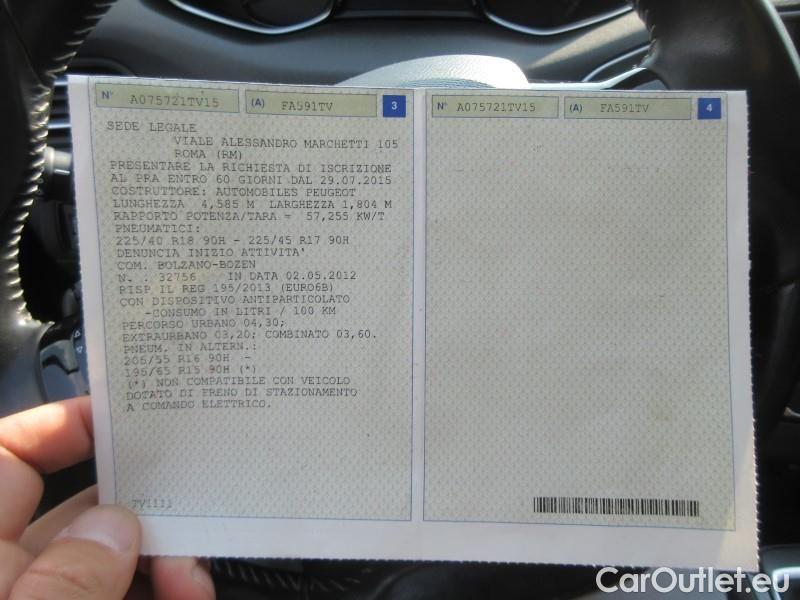 N° A075721TV15 (A) FA591TV 3
SEDE LEGALE
VIALE ALESSANDRO MARCHETTI 105
ROMA (RM)
PRESENTARE LA RICHIESTA DI ISCRIZIONE
AL PRA ENTRO 60 GIORNI DAL 29.07.2015
COSTRUTTORE: AUTOMOBILES PEUGEOT
LUNGHEZZA 4,585 M LARGHEZZA 1,804 M
RAPPORTO POTENZA/TARA = 57,255 KW/T
PNEUMATICI:
225/40 R18 90H - 225/45 R17 90H
DENUNCIA INIZIO ATTIVITA'
COM. BOLZANO-BOZEN
N. : 32756 IN DATA 02.05.2012
RISP IL REG 195/2013 (EURO6B)
CON DISPOSITIVO ANTIPARTICOLATO
-CONSUMO IN LITRI / 100 KM
PERCORSO URBANO 04,30;
EXTRAURBANO 03,20; COMBINATO 03,60.
PNEUM. IN ALTERN.:
205/55 R16 90H -
195/65 R15 90H (*)
(*) NON COMPATIBILE CON VEICOLO
DOTATO DI FRENO DI STAZIONAMENTO
A COMANDO ELETTRICO.
TV1111
N° A075721TV15 (A) FA591TV 4
CarOutlet.eu